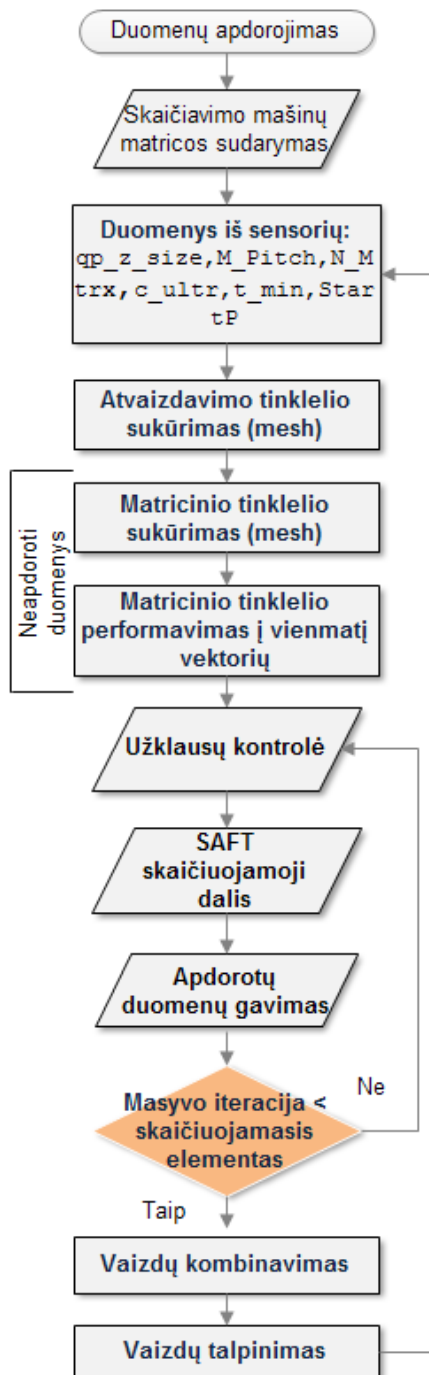 Duomenų apdorojimas
Skaičiavimo mašinų
matricos sudarymas
Duomenys iš sensorių:
qp_z_size,M_Pitch,N_M
trx,c_ultr,t_min,Star
tP
Atvaizdavimo tinklelio
sukūrimas (mesh)
Neapdoroti
duomenys
Matricinio tinklelio
sukūrimas (mesh)
Matricinio tinklelio
performavimas į vienmatį
vektorių
Užklausų kontrolė
SAFT
skaičiuojamoji
dalis
Apdorotų
duomenų gavimas
Masyvo iteracija <
skaičiuojamasis
elementas
Ne
Taip
Vaizdų kombinavimas
Vaizdų talpinimas